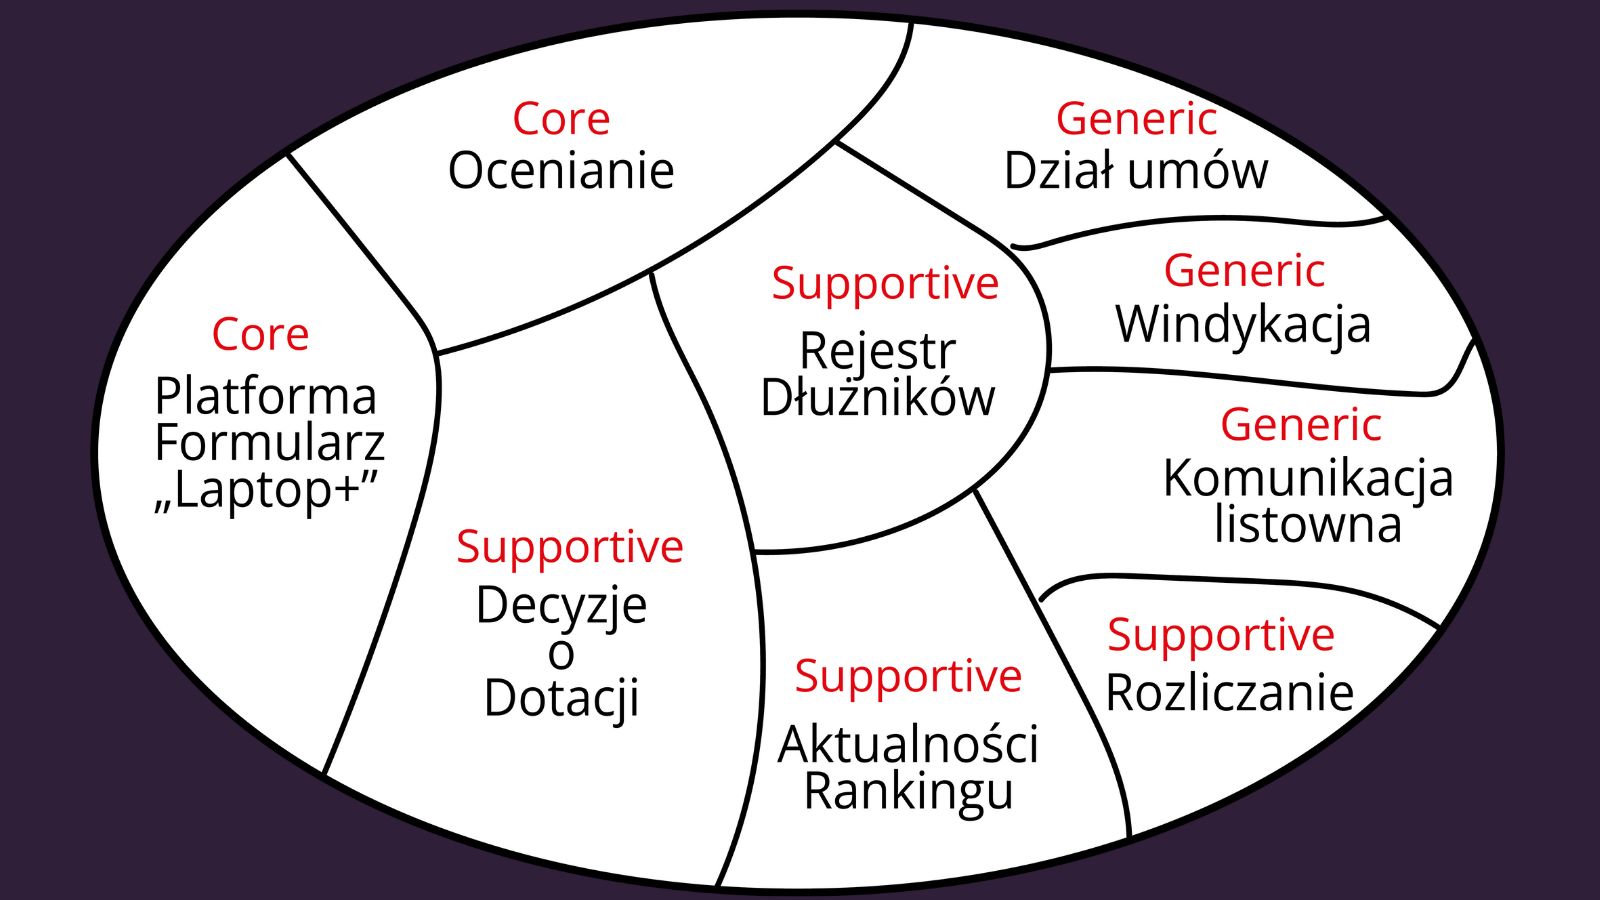 Core
Ocenianie
Generic
Dział umów
Supportive
Rejestr
Dłużników
Generic
Windykacja
Core
Platforma
Formularz
„Laptop+”
Generic
Komunikacja
listowna
Supportive
Decyzje
o
Dotacji
Supportive
Aktualności
Rankingu
Supportive
Rozliczanie